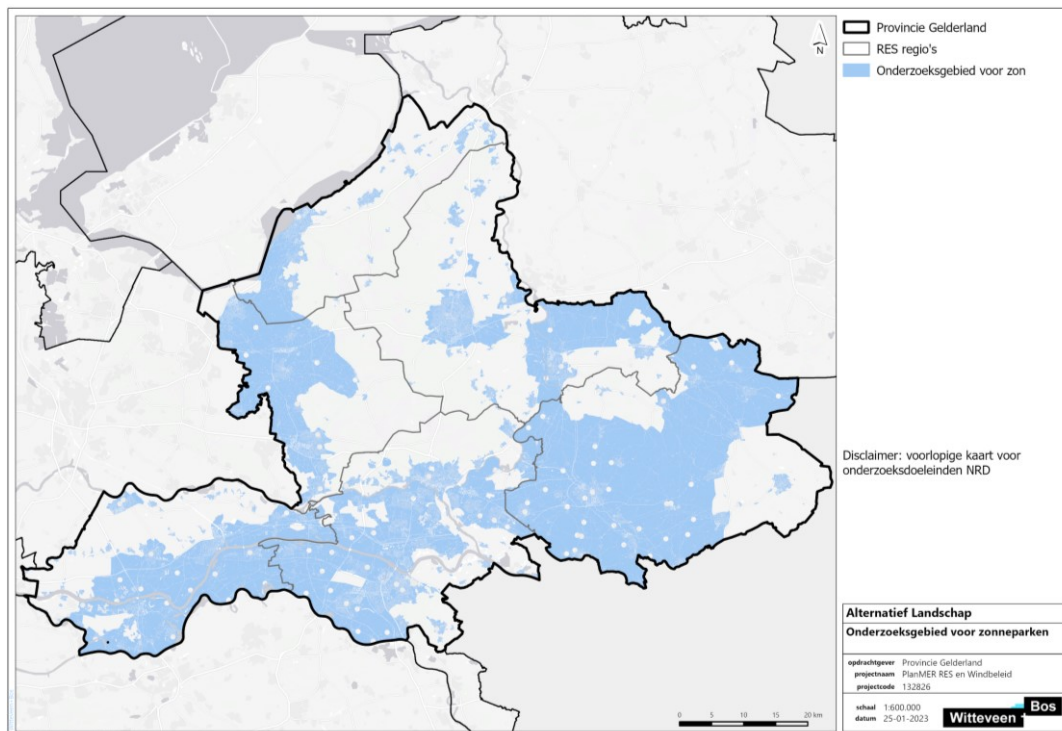 N
Provincie Gelderland
RES regio's
Onderzoeksgebied voor zon
Disclaimer: voorlopige kaart voor
onderzoeksdoeleinden NRD
Alternatief Landschap
Onderzoeksgebied voor zonneparken
opdrachtgever Provincie Gelderland
projectnaam PlanMER RES en Windbeleid
projectcode 132826
schaal 1:600.000
datum 25-01-2023
Witteveen + Bos
0 5 10 15 20 km